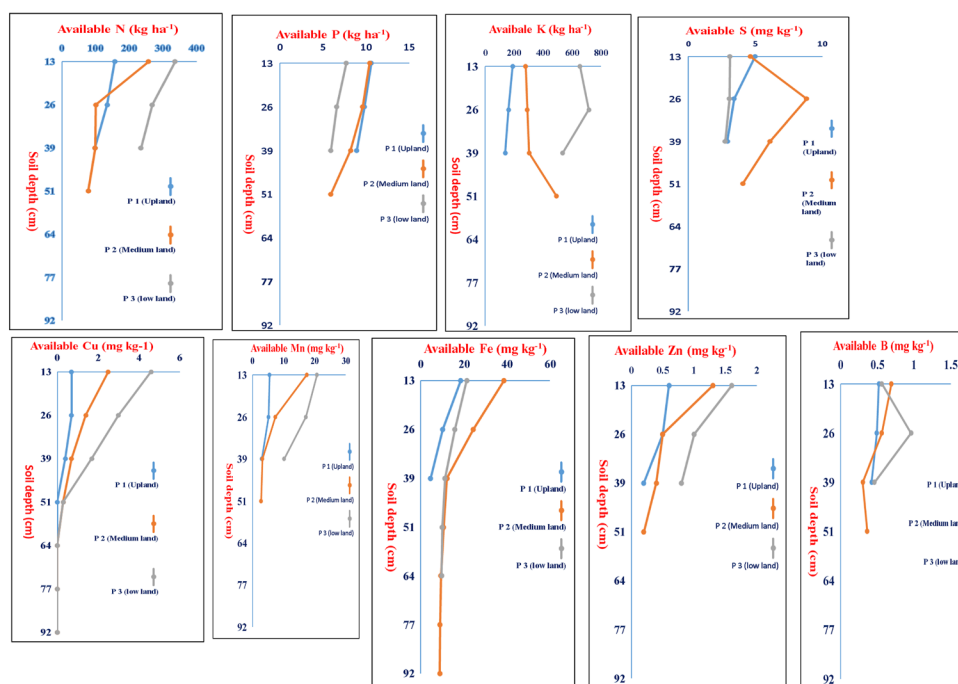 Available N (kg ha-1)
0 100 200 300 400
13
26
39
51
64
77
92
Soil depth (cm)
P 1 (Upland)
P 2 (Medium land)
P 3 (low land)
Available P (kg ha-1)
0 5 10 15
13
26
39
51
64
77
92
Soil depth (cm)
P 1 (Upland)
P 2 (Medium land)
P 3 (low land)
Avaibale K (kg ha-1)
0 200 400 600 800
13
26
39
51
64
77
92
Soil depth (cm)
P 1 (Upland)
P 2 (Medium land)
P 3 (low land)
Avaiable S (mg kg-1)
0 5 10
13
26
39
51
64
77
92
Soil depth (cm)
P 1
(Upland)
P 2
(Medium
land)
P 3 (low
land)
Available Cu (mg kg-1)
0 2 4 6
13
26
39
51
64
77
92
Soil depth (cm)
P 1 (Upland)
P 2 (Medium land)
P 3 (low land)
Available Mn (mg kg-1)
0 10 20 30
13
26
39
51
64
77
92
Soil depth (cm)
P 1 (Upland)
P 2 (Medium land)
P 3 (low land)
Available Fe (mg kg-1)
0 20 40 60
13
26
39
51
64
77
92
Soil depth (cm)
P 1 (Upland)
P 2 (Medium land)
P 3 (low land)
Available Zn (mg kg-1)
0 0.5 1 1.5 2
13
26
39
51
64
77
92
Soil depth (cm)
P 1 (Upland)
P 2 (Medium land)
P 3 (low land)
Available B (mg kg-1)
0 0.5 1 1.5
13
26
39
51
64
77
92
Soil depth (cm)
P 1 (Uplan
P 2 (Medium lan
P 3 (low lan